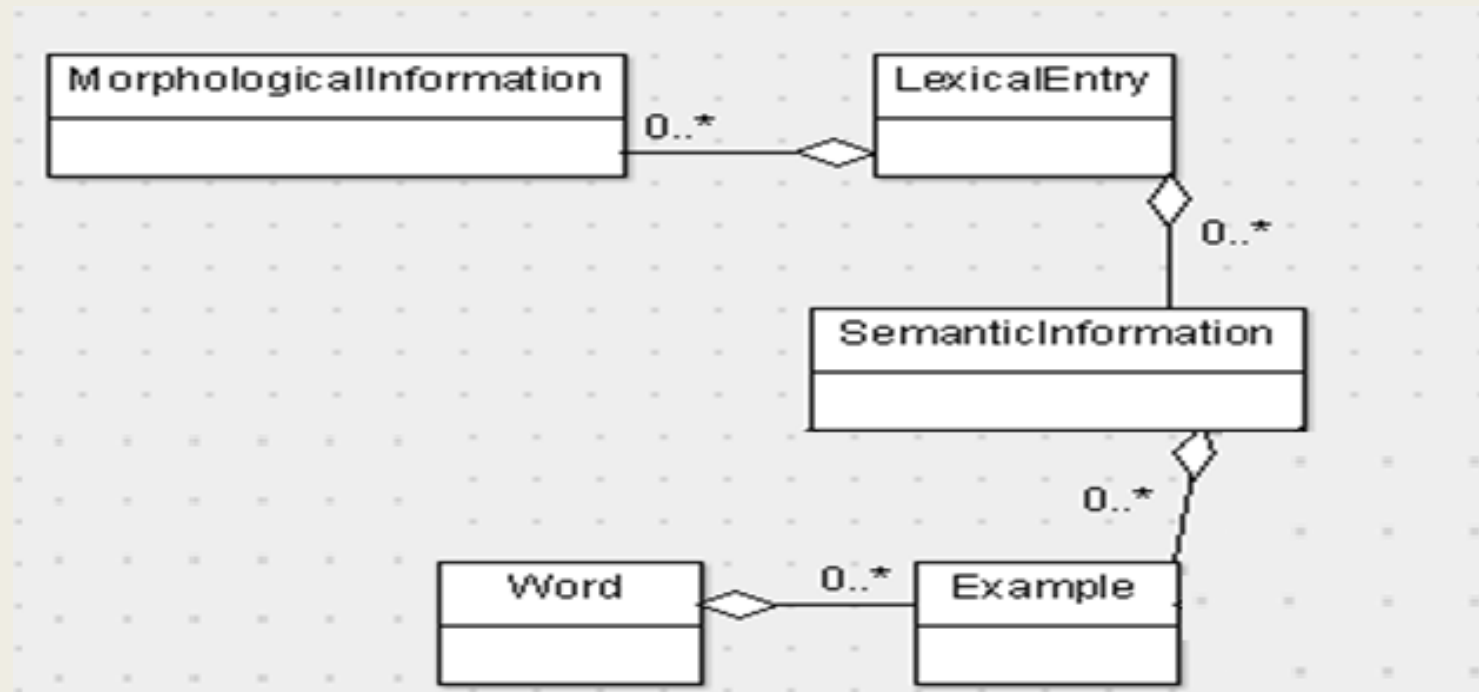 MorphologicalInformation
LexicalEntry
0..*
0..*
SemanticInformation
0..*
Word
0..*
Example